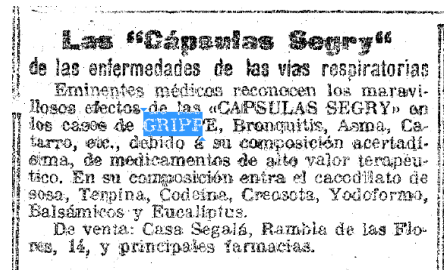 Las "Cápsulas Segry"
de las enfermedades de las vias respiratorias
Eminentes médicos reconocen los maravi-
llosos efectos de las «CAPSULAS SEGRY» en
los casos de GRIPPE, Bronquitis, Asma, Ca-
tarro, etc., debido á su composición acertadí-
sima, de medicamentos de alto valor terapéu-
tico. En su composición entra el cacodilato de
sosa, Terpina, Codeina, Creosota, Yodoformo,
Balsámicos y Eucaliptus.
De venta: Casa Segalá, Rambla de las Flo-
res, 14, y principales farmacias.